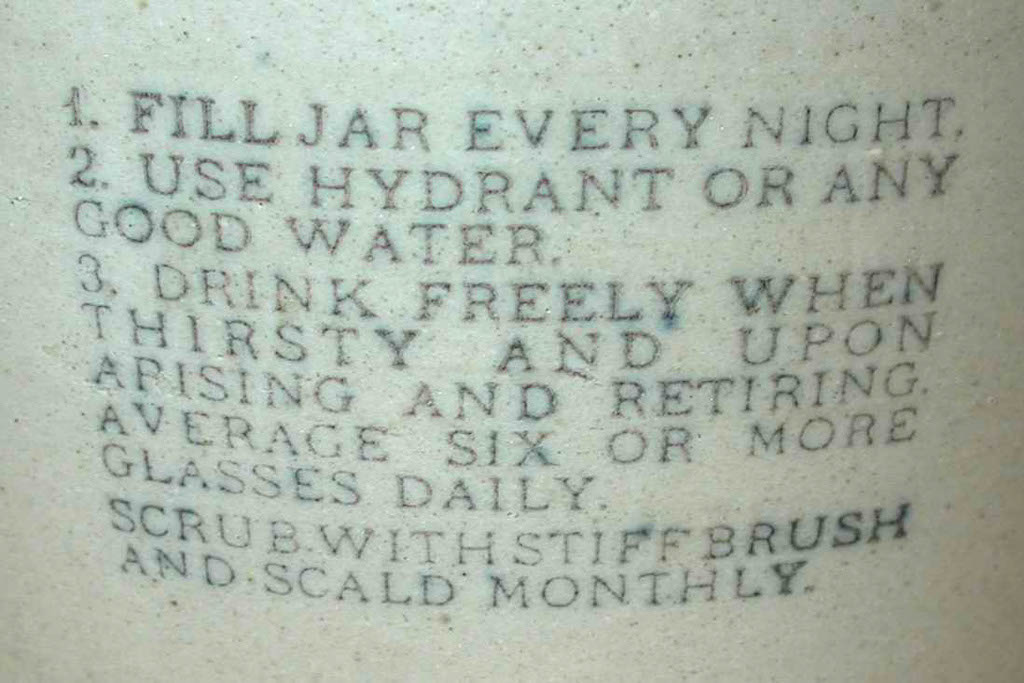 1. FILL JAR EVERY NIGHT.
2. USE HYDRANT OR ANY
GOOD WATER.
3. DRINK FREELY WHEN
THIRSTY AND UPON
ARISING AND RETIRING.
AVERAGE SIX OR MORE
GLASSES DAILY.
SCRUB WITH STIFF BRUSH
AND SCALD MONTHLY.